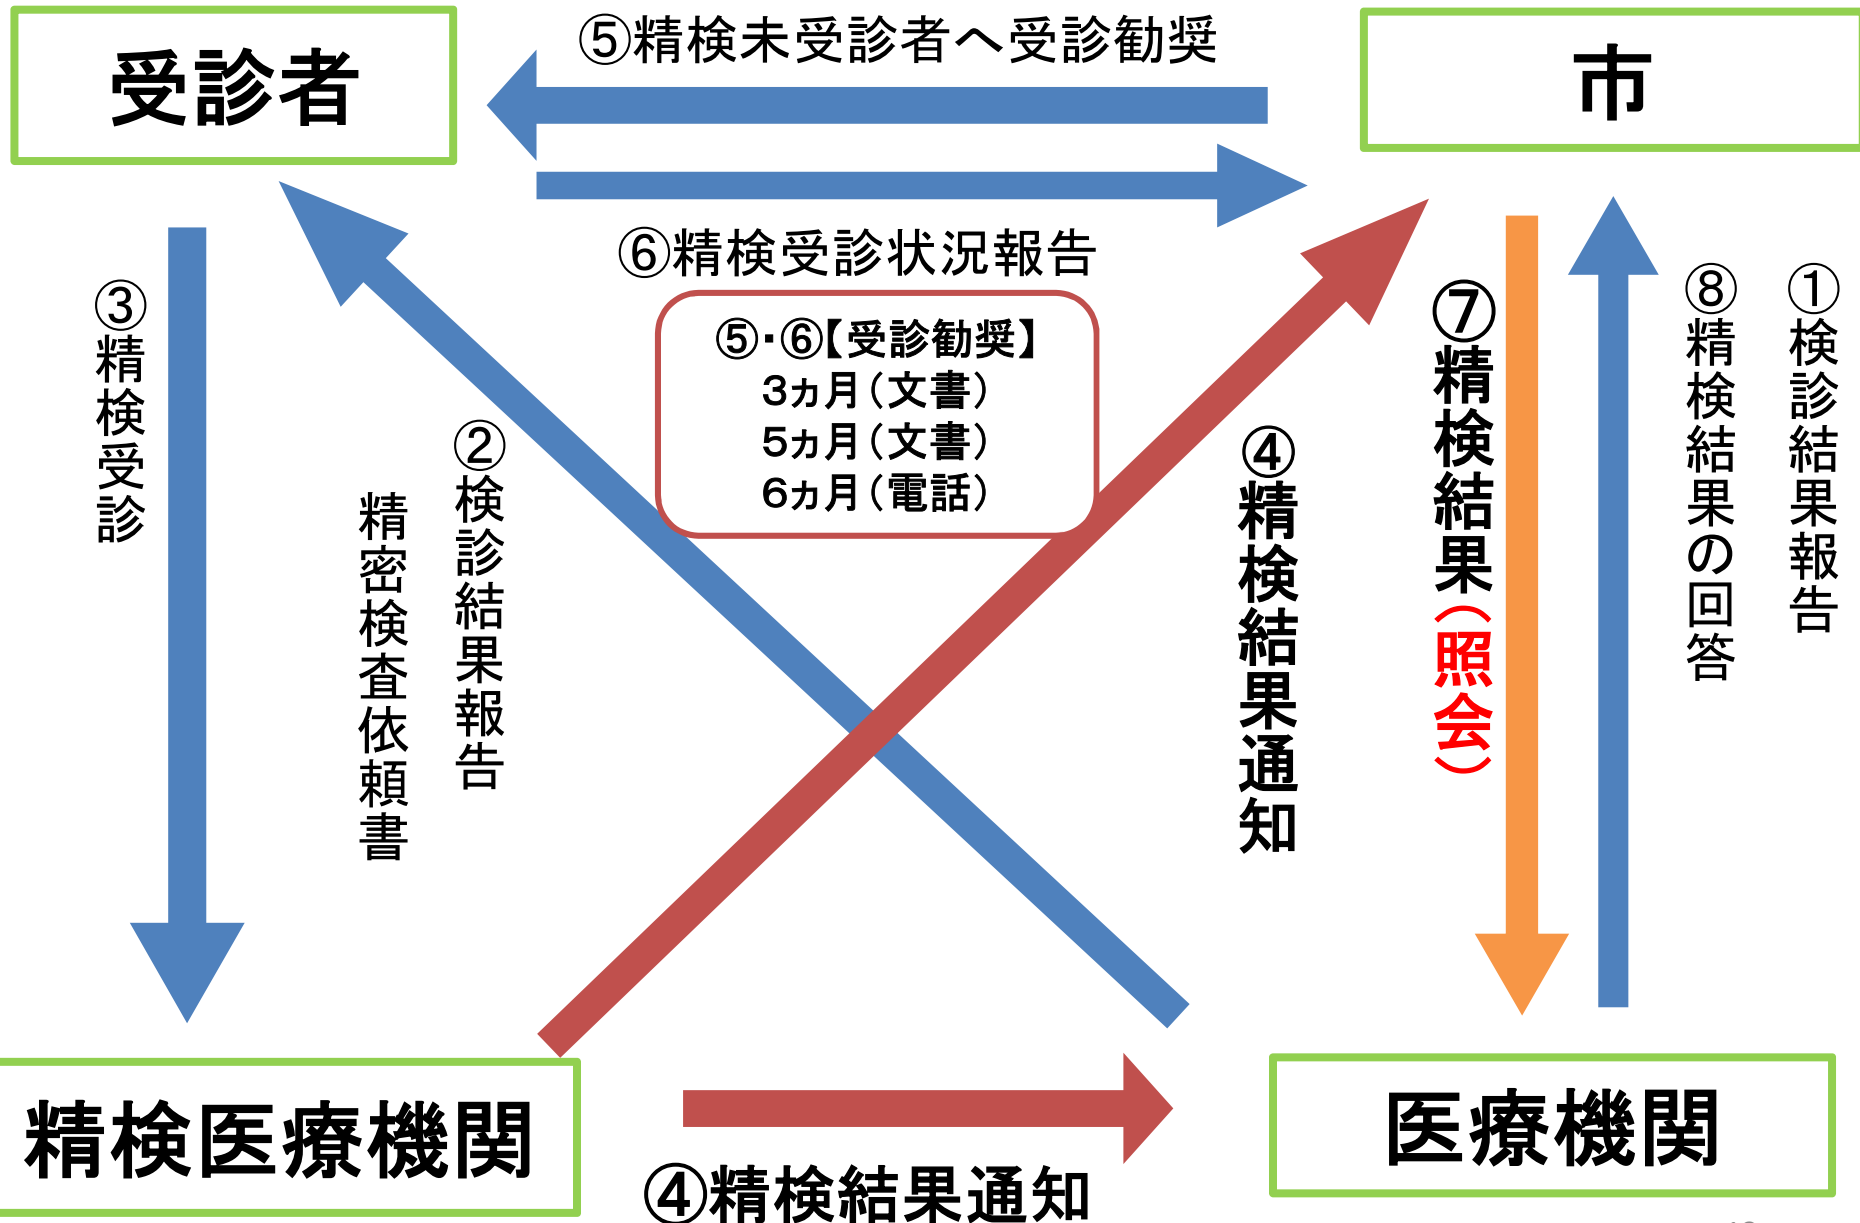 受診者
⑤精検未受診者へ受診勧奨
市
⑥精検受診状況報告
⑤・⑥【受診勧奨】
3ヵ月（文書）
5ヵ月（文書）
6ヵ月（電話）
①検診結果報告
⑧精検結果の回答
⑦精検結果（照会）
④精検結果通知
②検診結果報告
精密検査依頼書
③精検受診
精検医療機関
④精検結果通知
医療機関